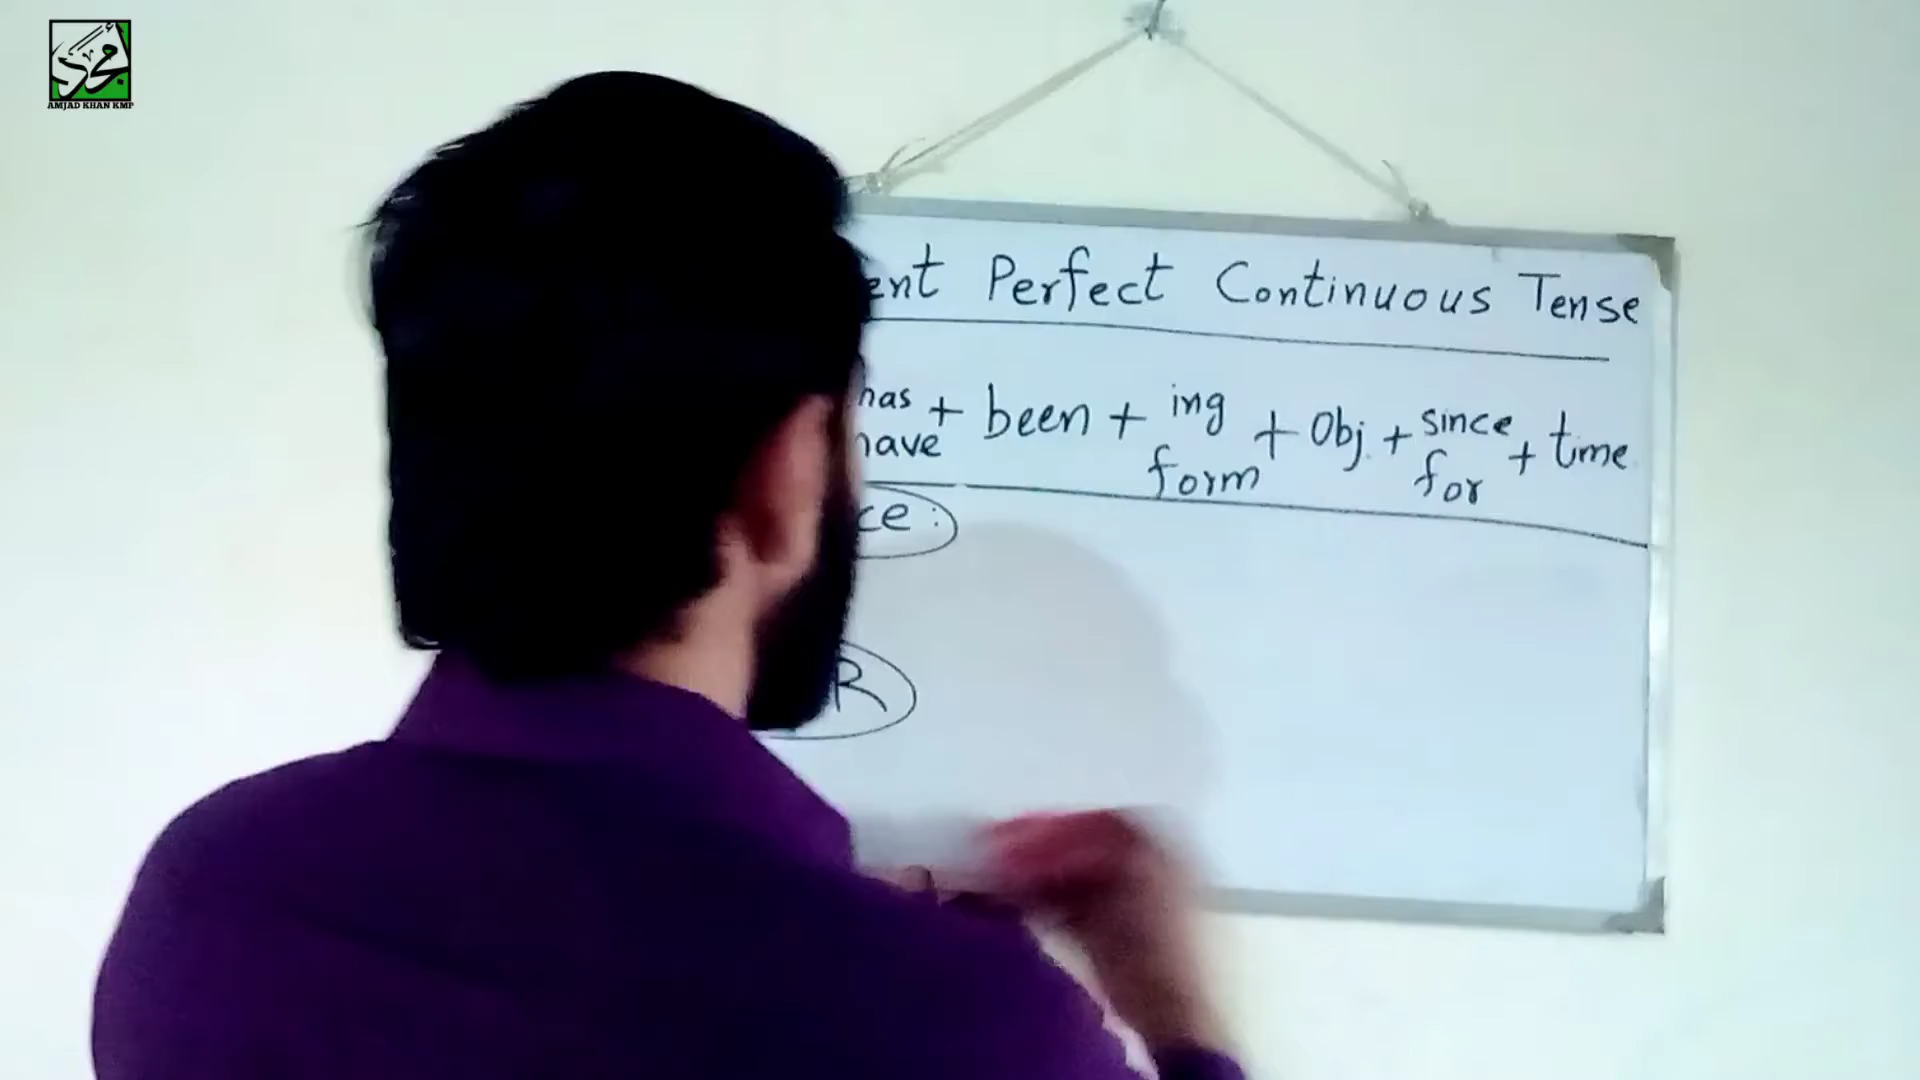 AMJAD KHAN KMP
ent Perfect Continuous Tense
has + been + ing + Obj. + since + time
have form for
ce :
R